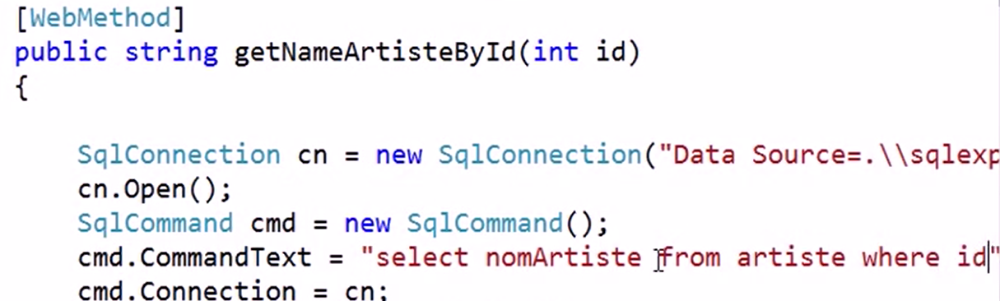 [WebMethod]
public string getNameArtisteById(int id)
{
SqlConnection cn = new SqlConnection("Data Source=.\\sqlexp
cn.Open();
SqlCommand cmd = new SqlCommand();
cmd.CommandText = "select nomArtiste from artiste where id"
cmd.Connection = cn;